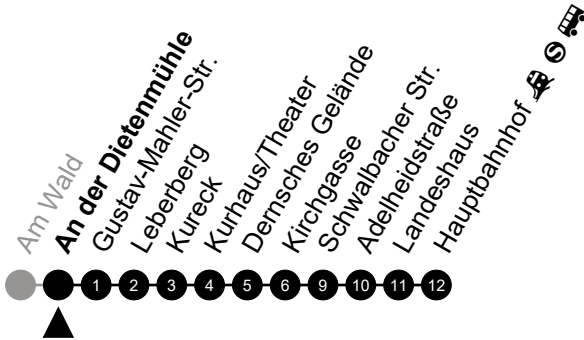 Am Wald
An der Dietenmühle
Gustav-Mahler-Str.
Leberberg
Kureck
Kurhaus/Theater
Dernsches Gelände
Kirchgasse
Schwalbacher Str.
Adelheidstraße
Landeshaus
Hauptbahnhof S
1 2 3 4 5 6 9 10 11 12